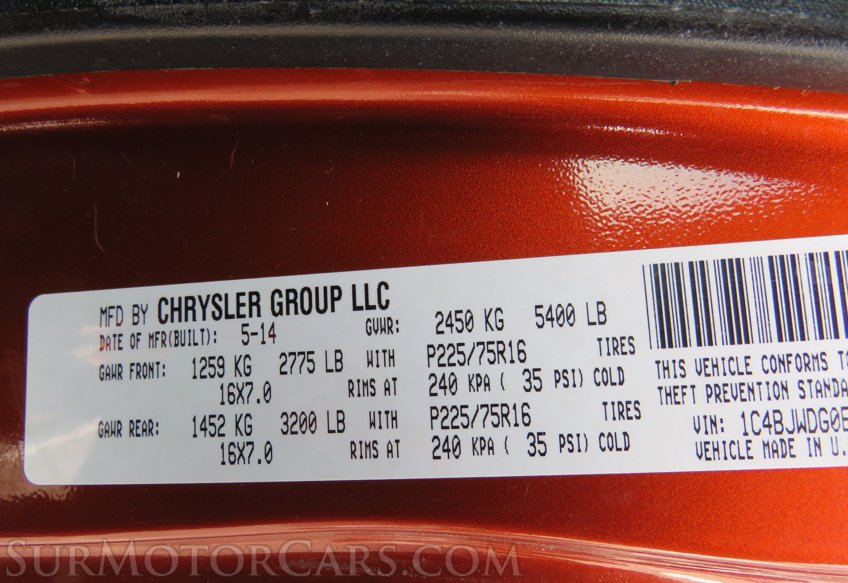 MFD BY CHRYSLER GROUP LLC
DATE OF MFR(BUILT): 5-14 GVWR: 2450 KG 5400 LB
GAWR FRONT: 1259 KG 2775 LB WITH P225/75R16 TIRES
16X7.0 RIMS AT 240 KPA ( 35 PSI) COLD
GAWR REAR: 1452 KG 3200 LB WITH P225/75R16 TIRES
16X7.0 RIMS AT 240 KPA ( 35 PSI) COLD
THIS VEHICLE CONFORMS TO
THEFT PREVENTION STANDA
VIN: 1C4BJWDG0E
VEHICLE MADE IN U.
SURMOTORCARS.COM